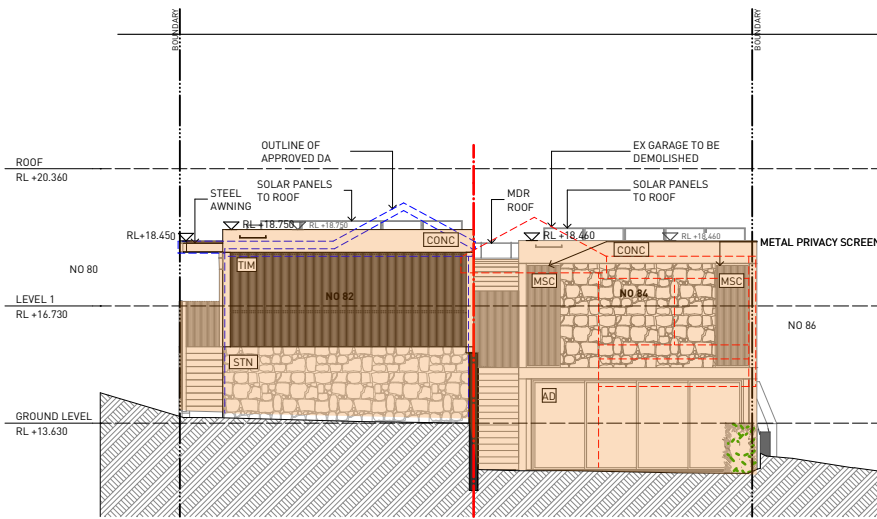 BOUNDARY
BOUNDARY
OUTLINE OF
APPROVED DA
EX GARAGE TO BE
DEMOLISHED
ROOF
RL +20.360
STEEL
AWNING
SOLAR PANELS
TO ROOF
MDR
ROOF
SOLAR PANELS
TO ROOF
RL+18.450
RL +18.750
RL +18.750
CONC
RL +18.460
RL +18.460
CONC
METAL PRIVACY SCREEN
NO 80
TIM
MSC
MSC
NO 82
NO 84
LEVEL 1
RL +16.730
NO 86
STN
AD
GROUND LEVEL
RL +13.630